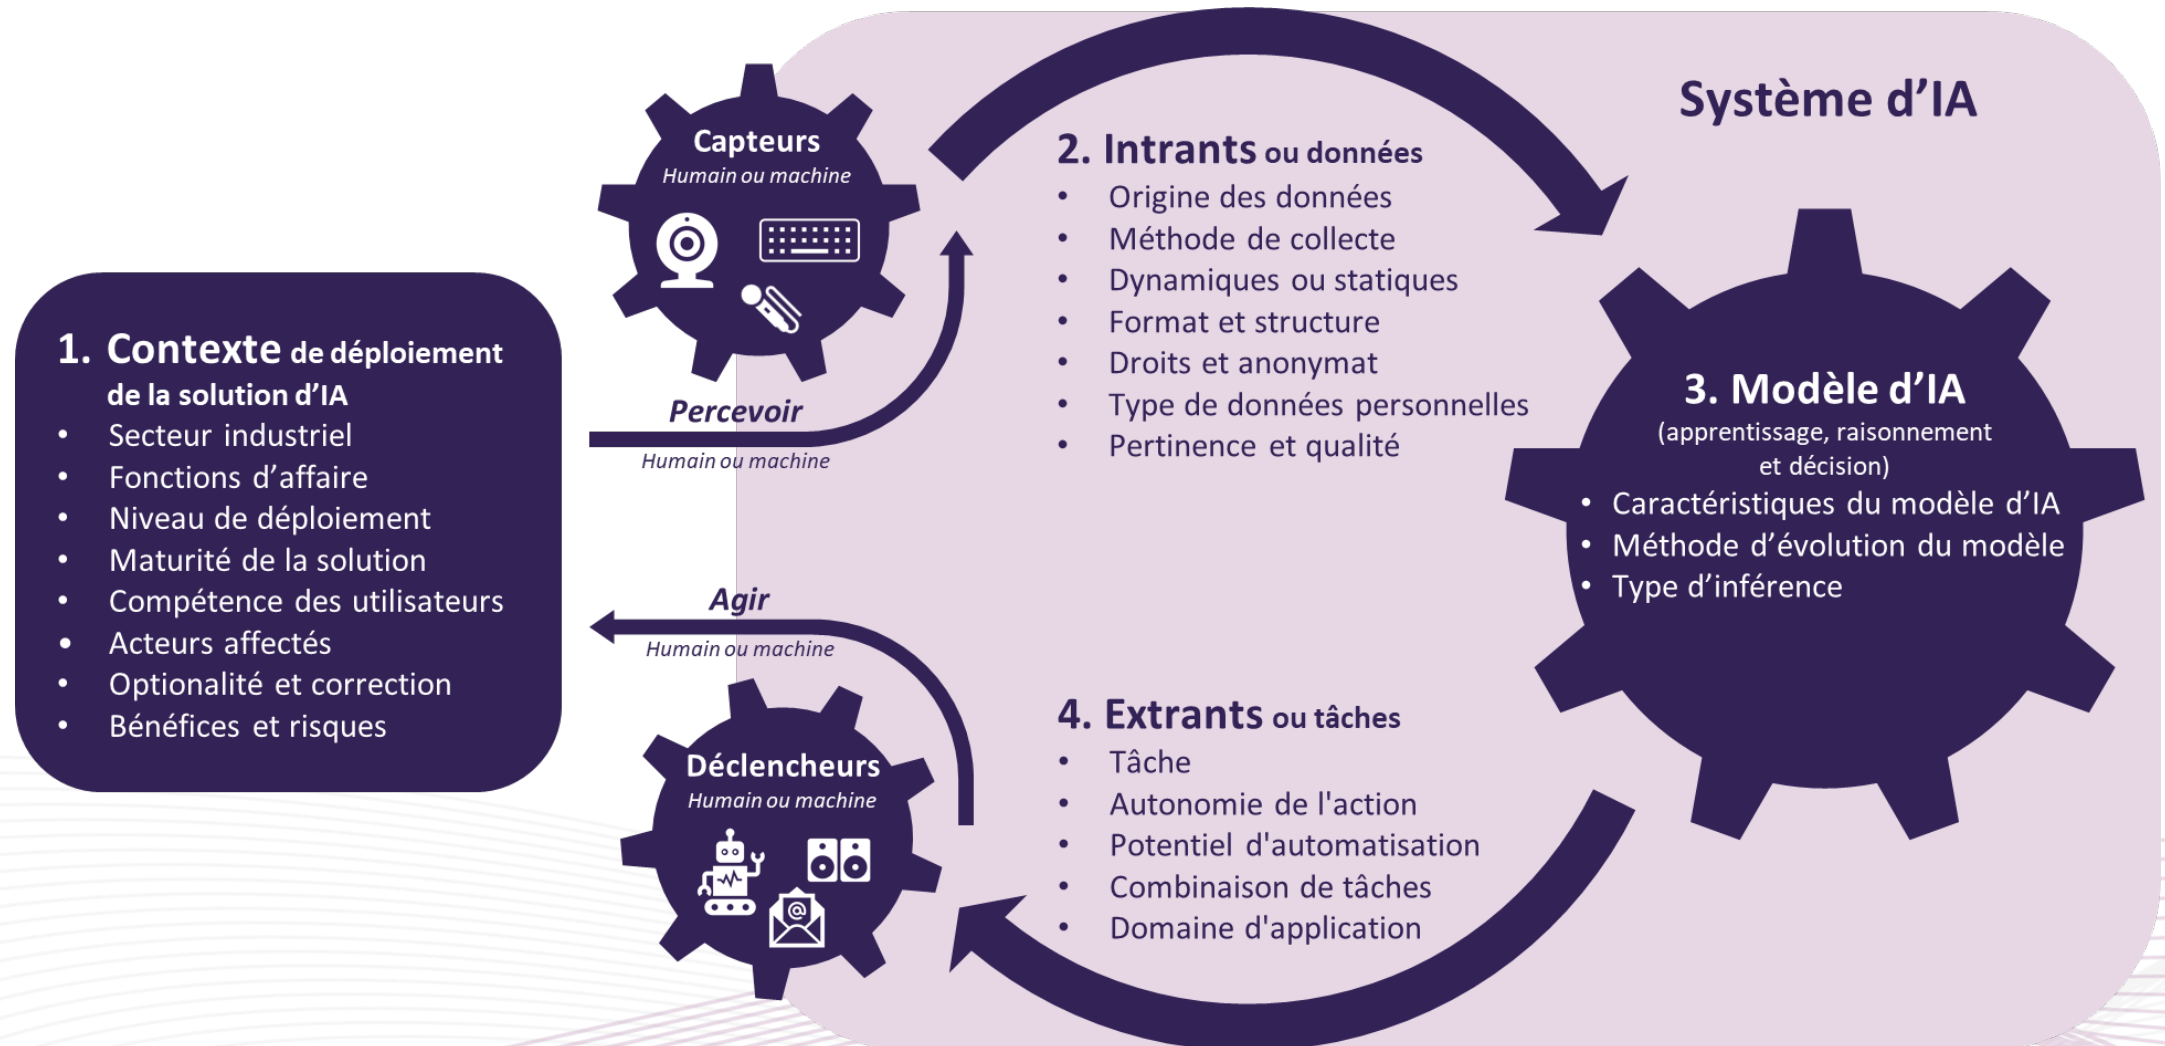 Système d’IA
Capteurs
Humain ou machine
2. Intrants ou données
• Origine des données
• Méthode de collecte
• Dynamiques ou statiques
• Format et structure
• Droits et anonymat
• Type de données personnelles
• Pertinence et qualité
1. Contexte de déploiement
de la solution d’IA
• Secteur industriel
• Fonctions d’affaire
• Niveau de déploiement
• Maturité de la solution
• Compétence des utilisateurs
• Acteurs affectés
• Optionalité et correction
• Bénéfices et risques
Percevoir
Humain ou machine
3. Modèle d’IA
(apprentissage, raisonnement
et décision)
• Caractéristiques du modèle d’IA
• Méthode d’évolution du modèle
• Type d’inférence
Agir
Humain ou machine
Déclencheurs
Humain ou machine
@
4. Extrants ou tâches
• Tâche
• Autonomie de l'action
• Potentiel d'automatisation
• Combinaison de tâches
• Domaine d'application